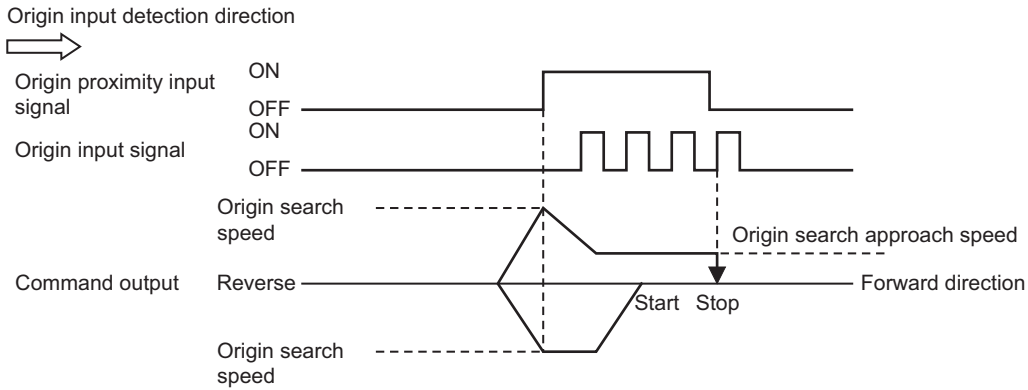 Origin input detection direction
Origin proximity input
signal
ON
OFF
Origin input signal
ON
OFF
Origin search
speed
Origin search approach speed
Command output
Reverse
Forward direction
Start
Stop
Origin search
speed